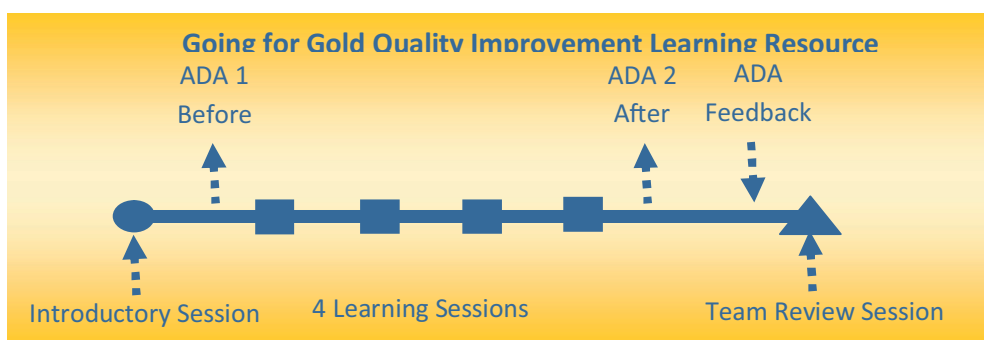 Going for Gold Quality Improvement Learning Resource
ADA 1
Before
ADA 2
After
ADA
Feedback
Introductory Session
4 Learning Sessions
Team Review Session